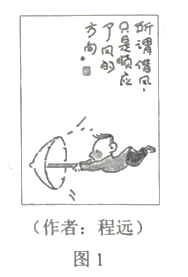 所谓借风，
只是顺应
了风的
方向。
（作者：程远）
图1